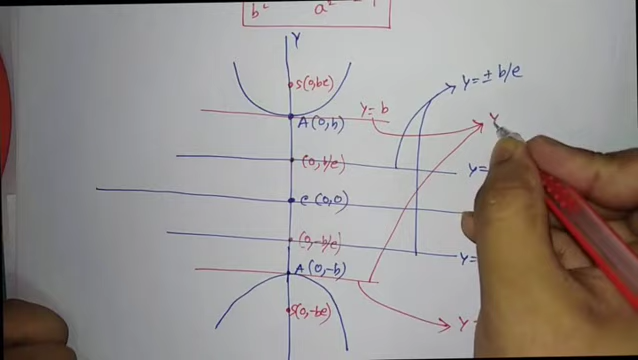 b² a²
Y
S(0,be)
y = ± b/e
y = b
y
A(0,b)
(0, b/e)
y =
C (0,0)
(0,-b/e)
y =
A(0,-b)
S(0,-be)
y =